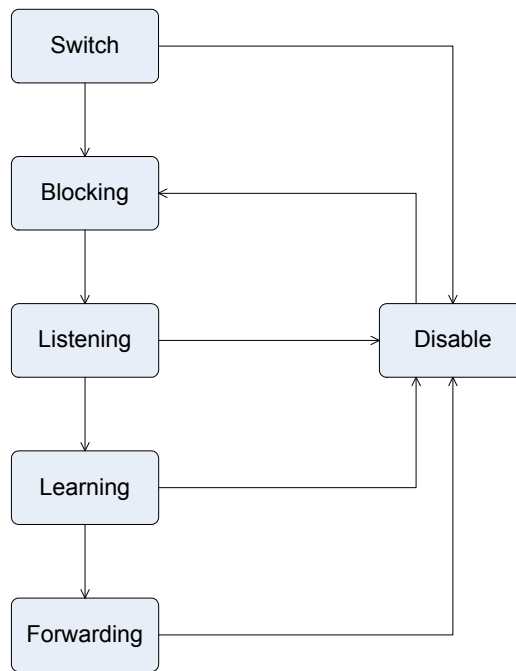 Switch
Blocking
Listening
Disable
Learning
Forwarding